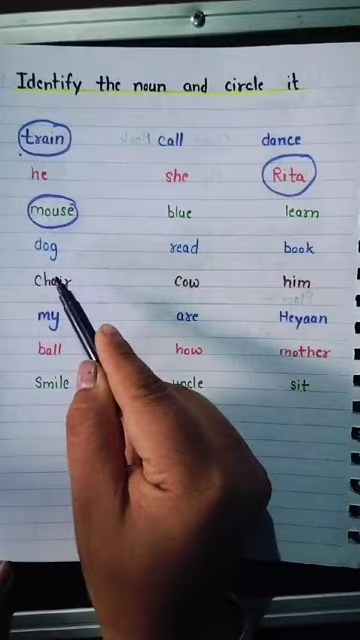 Identify the noun and circle it
train call dance
he she Rita
mouse blue learn
dog read book
chair cow him
my are Heyaan
ball how mother
Smile uncle sit